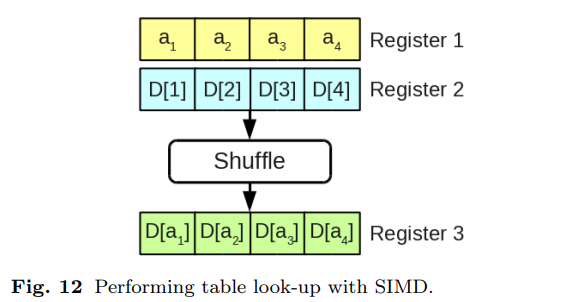 a1 a2 a3 a4 Register 1
D[1] D[2] D[3] D[4] Register 2
Shuffle
D[a1] D[a2] D[a3] D[a4] Register 3
Fig. 12 Performing table look-up with SIMD.